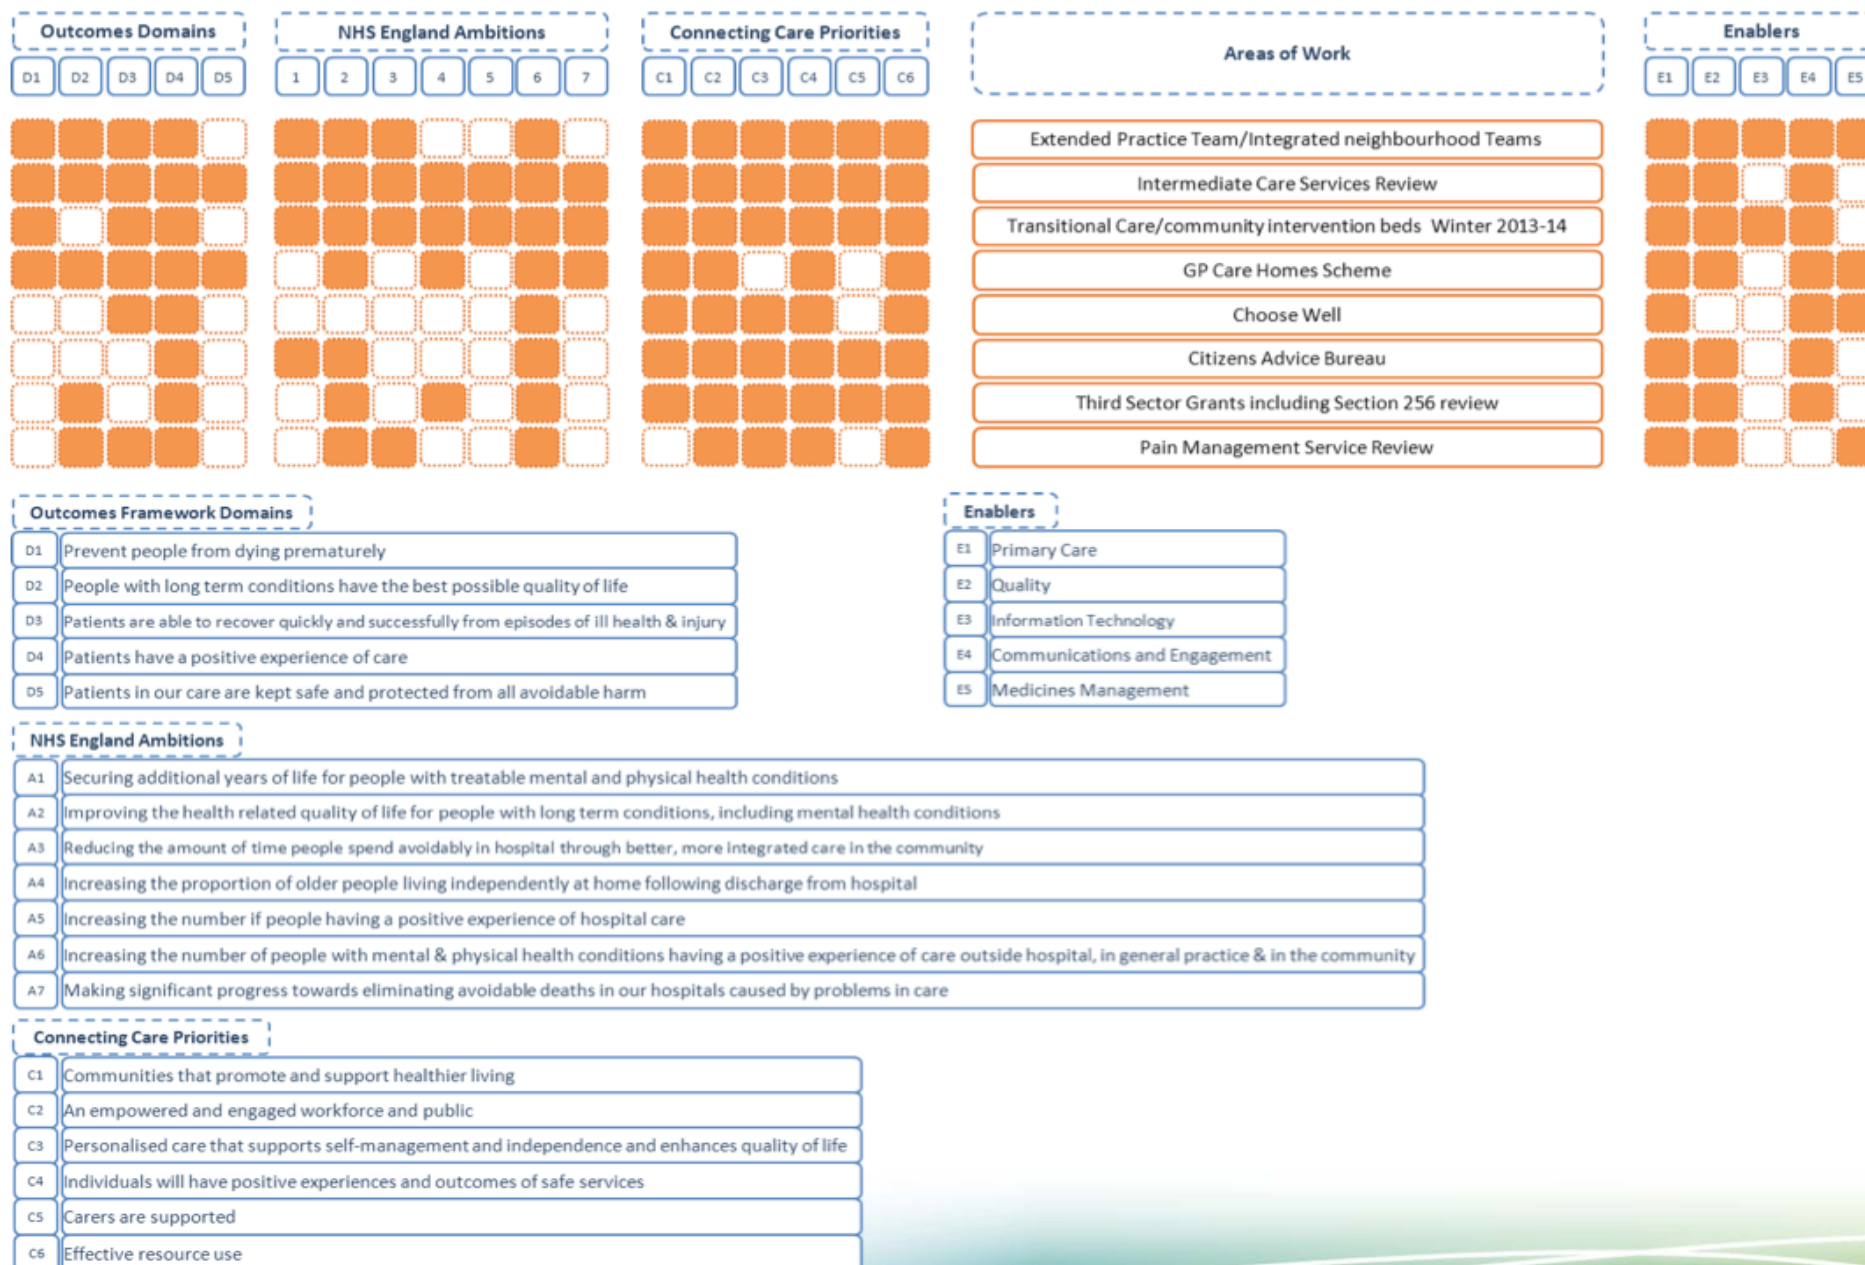 Outcomes Domains
NHS England Ambitions
Connecting Care Priorities
Areas of Work
Enablers
D1 D2 D3 D4 D5
1 2 3 4 5 6 7
C1 C2 C3 C4 C5 C6
E1 E2 E3 E4 E5
Extended Practice Team/Integrated neighbourhood Teams
Intermediate Care Services Review
Transitional Care/community intervention beds Winter 2013-14
GP Care Homes Scheme
Choose Well
Citizens Advice Bureau
Third Sector Grants including Section 256 review
Pain Management Service Review
Outcomes Framework Domains
D1 Prevent people from dying prematurely
D2 People with long term conditions have the best possible quality of life
D3 Patients are able to recover quickly and successfully from episodes of ill health & injury
D4 Patients have a positive experience of care
D5 Patients in our care are kept safe and protected from all avoidable harm
Enablers
E1 Primary Care
E2 Quality
E3 Information Technology
E4 Communications and Engagement
E5 Medicines Management
NHS England Ambitions
A1 Securing additional years of life for people with treatable mental and physical health conditions
A2 Improving the health related quality of life for people with long term conditions, including mental health conditions
A3 Reducing the amount of time people spend avoidably in hospital through better, more integrated care in the community
A4 Increasing the proportion of older people living independently at home following discharge from hospital
A5 Increasing the number if people having a positive experience of hospital care
A6 Increasing the number of people with mental & physical health conditions having a positive experience of care outside hospital, in general practice & in the community
A7 Making significant progress towards eliminating avoidable deaths in our hospitals caused by problems in care
Connecting Care Priorities
C1 Communities that promote and support healthier living
C2 An empowered and engaged workforce and public
C3 Personalised care that supports self-management and independence and enhances quality of life
C4 Individuals will have positive experiences and outcomes of safe services
C5 Carers are supported
C6 Effective resource use